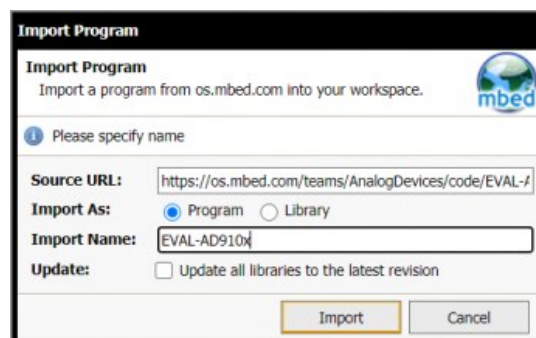 Import Program
Import Program
Import a program from os.mbed.com into your workspace.
mbed
Please specify name
Source URL: https://os.mbed.com/teams/AnalogDevices/code/EVAL-A
Import As: Program Library
Import Name: EVAL-AD910x
Update: Update all libraries to the latest revision
Import Cancel